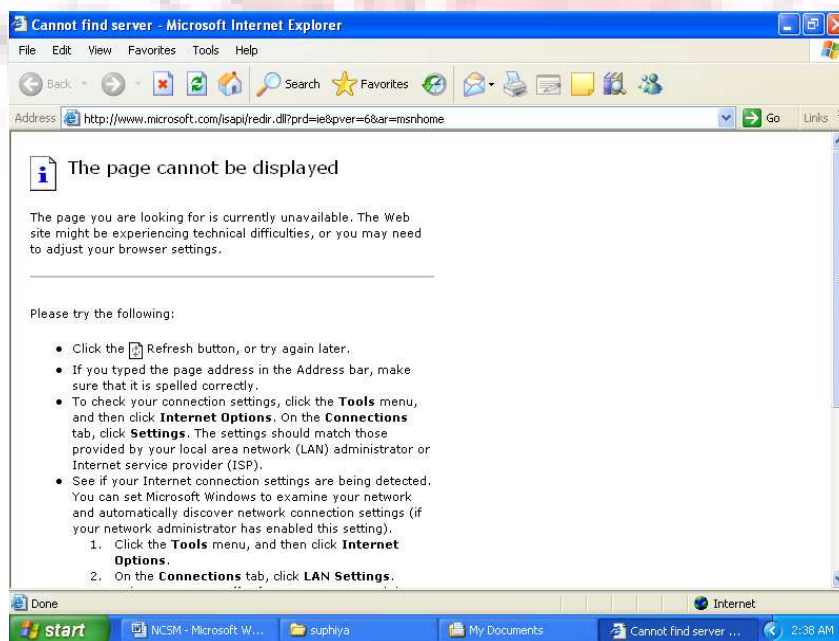 Cannot find server - Microsoft Internet Explorer
File Edit View Favorites Tools Help
Back Search Favorites
Address http://www.microsoft.com/isapi/redir.dll?prd=ie&pver=6&ar=msnhome Go Links
The page cannot be displayed
The page you are looking for is currently unavailable. The Web
site might be experiencing technical difficulties, or you may need
to adjust your browser settings.
Please try the following:
• Click the Refresh button, or try again later.
• If you typed the page address in the Address bar, make
sure that it is spelled correctly.
• To check your connection settings, click the Tools menu,
and then click Internet Options. On the Connections
tab, click Settings. The settings should match those
provided by your local area network (LAN) administrator or
Internet service provider (ISP).
• See if your Internet connection settings are being detected.
You can set Microsoft Windows to examine your network
and automatically discover network connection settings (if
your network administrator has enabled this setting).
1. Click the Tools menu, and then click Internet
Options.
2. On the Connections tab, click LAN Settings.
Done Internet
start NCSM - Microsoft W... suphiya My Documents Cannot find server ... 2:38 AM